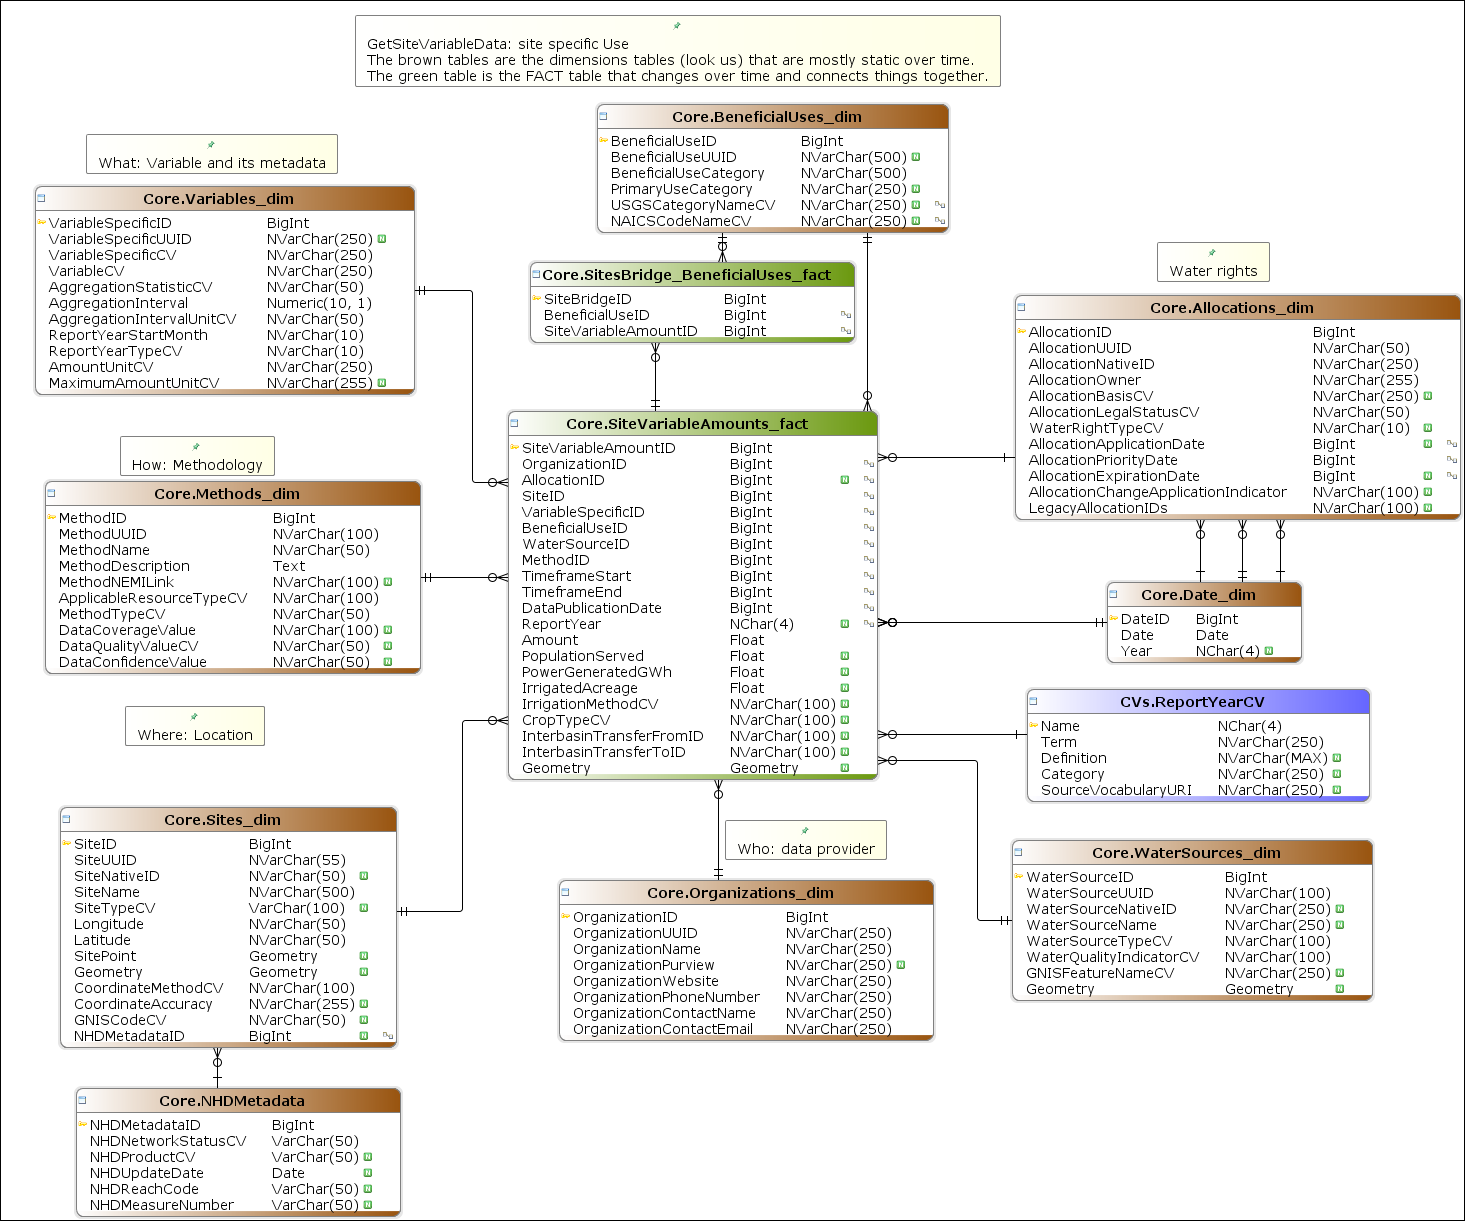 GetSiteVariableData: site specific Use
The brown tables are the dimensions tables (look us) that are mostly static over time.
The green table is the FACT table that changes over time and connects things together.
Core.BeneficialUses_dim
BeneficialUseID BigInt
BeneficialUseUUID NVarChar(500) N
BeneficialUseCategory NVarChar(500)
PrimaryUseCategory NVarChar(250) N
USGSCategoryNameCV NVarChar(250) N
NAICSCodeNameCV NVarChar(250) N
What: Variable and its metadata
Core.Variables_dim
VariableSpecificID BigInt
VariableSpecificUUID NVarChar(250) N
VariableSpecificCV NVarChar(250)
VariableCV NVarChar(250)
AggregationStatisticCV NVarChar(50)
AggregationInterval Numeric(10, 1)
AggregationIntervalUnitCV NVarChar(50)
ReportYearStartMonth NVarChar(10)
ReportYearTypeCV NVarChar(10)
AmountUnitCV NVarChar(250)
MaximumAmountUnitCV NVarChar(255) N
Core.SitesBridge_BeneficialUses_fact
SiteBridgeID BigInt
BeneficialUseID BigInt
SiteVariableAmountID BigInt
Water rights
Core.Allocations_dim
AllocationID BigInt
AllocationUUID NVarChar(50)
AllocationNativeID NVarChar(250)
AllocationOwner NVarChar(255)
AllocationBasisCV NVarChar(250) N
AllocationLegalStatusCV NVarChar(50)
WaterRightTypeCV NVarChar(10) N
AllocationApplicationDate BigInt N
AllocationPriorityDate BigInt
AllocationExpirationDate BigInt N
AllocationChangeApplicationIndicator NVarChar(100) N
LegacyAllocationIDs NVarChar(100) N
How: Methodology
Core.Methods_dim
MethodID BigInt
MethodUUID NVarChar(100)
MethodName NVarChar(50)
MethodDescription Text
MethodNEMILink NVarChar(100) N
ApplicableResourceTypeCV NVarChar(100)
MethodTypeCV NVarChar(50)
DataCoverageValue NVarChar(100) N
DataQualityValueCV NVarChar(50) N
DataConfidenceValue NVarChar(50) N
Core.SiteVariableAmounts_fact
SiteVariableAmountID BigInt
OrganizationID BigInt
AllocationID BigInt N
SiteID BigInt
VariableSpecificID BigInt
BeneficialUseID BigInt
WaterSourceID BigInt
MethodID BigInt
TimeframeStart BigInt
TimeframeEnd BigInt
DataPublicationDate BigInt
ReportYear NChar(4) N
Amount Float
PopulationServed Float N
PowerGeneratedGWh Float N
IrrigatedAcreage Float N
IrrigationMethodCV NVarChar(100) N
CropTypeCV NVarChar(100) N
InterbasinTransferFromID NVarChar(100) N
InterbasinTransferToID NVarChar(100) N
Geometry Geometry N
Core.Date_dim
DateID BigInt
Date Date
Year NChar(4) N
CVs.ReportYearCV
Name NChar(4)
Term NVarChar(250)
Definition NVarChar(MAX) N
Category NVarChar(250) N
SourceVocabularyURI NVarChar(250) N
Where: Location
Core.Sites_dim
SiteID BigInt
SiteUUID NVarChar(55)
SiteNativeID NVarChar(50) N
SiteName NVarChar(500)
SiteTypeCV VarChar(100) N
Longitude NVarChar(50)
Latitude NVarChar(50)
SitePoint Geometry N
Geometry Geometry N
CoordinateMethodCV NVarChar(100)
CoordinateAccuracy NVarChar(255) N
GNISCodeCV NVarChar(50) N
NHDMetadataID BigInt N
Who: data provider
Core.Organizations_dim
OrganizationID BigInt
OrganizationUUID NVarChar(250)
OrganizationName NVarChar(250)
OrganizationPurview NVarChar(250) N
OrganizationWebsite NVarChar(250)
OrganizationPhoneNumber NVarChar(250)
OrganizationContactName NVarChar(250)
OrganizationContactEmail NVarChar(250)
Core.WaterSources_dim
WaterSourceID BigInt
WaterSourceUUID NVarChar(100)
WaterSourceNativeID NVarChar(250) N
WaterSourceName NVarChar(250) N
WaterSourceTypeCV NVarChar(100)
WaterQualityIndicatorCV NVarChar(100)
GNISFeatureNameCV NVarChar(250) N
Geometry Geometry N
Core.NHDMetadata
NHDMetadataID BigInt
NHDNetworkStatusCV VarChar(50)
NHDProductCV VarChar(50) N
NHDUpdateDate Date N
NHDReachCode VarChar(50) N
NHDMeasureNumber VarChar(50) N